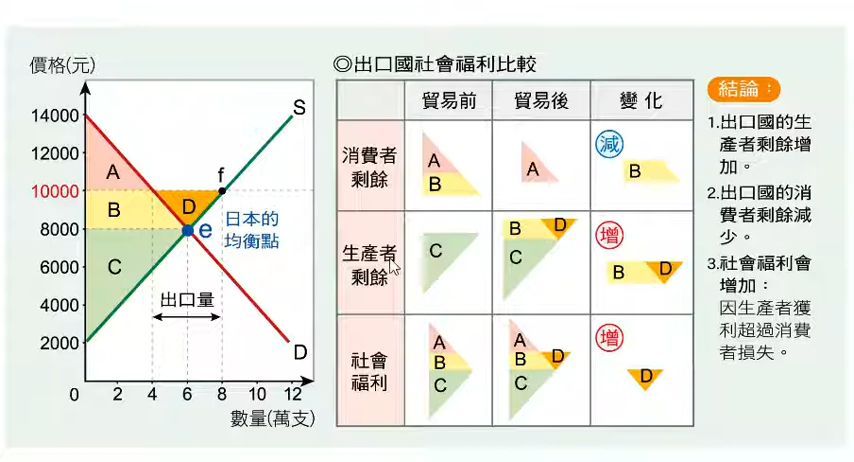 價格(元)
14000
12000
10000
8000
6000
4000
2000
0
2
4
6
8
10
12
數量(萬支)
S
D
A
B
C
D
f
e
日本的
均衡點
出口量
◎出口國社會福利比較
貿易前
貿易後
變化
消費者
剩餘
A
B
A
減
B
生產者
剩餘
C
B
D
C
增
B
D
社會
福利
A
B
C
A
B
D
C
增
D
結論：
1.出口國的生
產者剩餘增
加。
2.出口國的消
費者剩餘減
少。
3.社會福利會
增加：
因生產者獲
利超過消費
者損失。